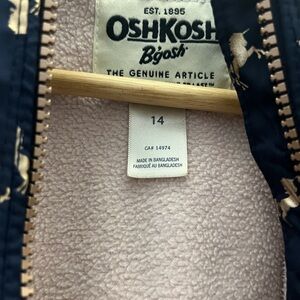 EST. 1895
OSHKOSH
B'gosh
THE GENUINE ARTICLE
14
CA# 14974
MADE IN BANGLADESH
FABRIQUÉ AU BANGLADESH